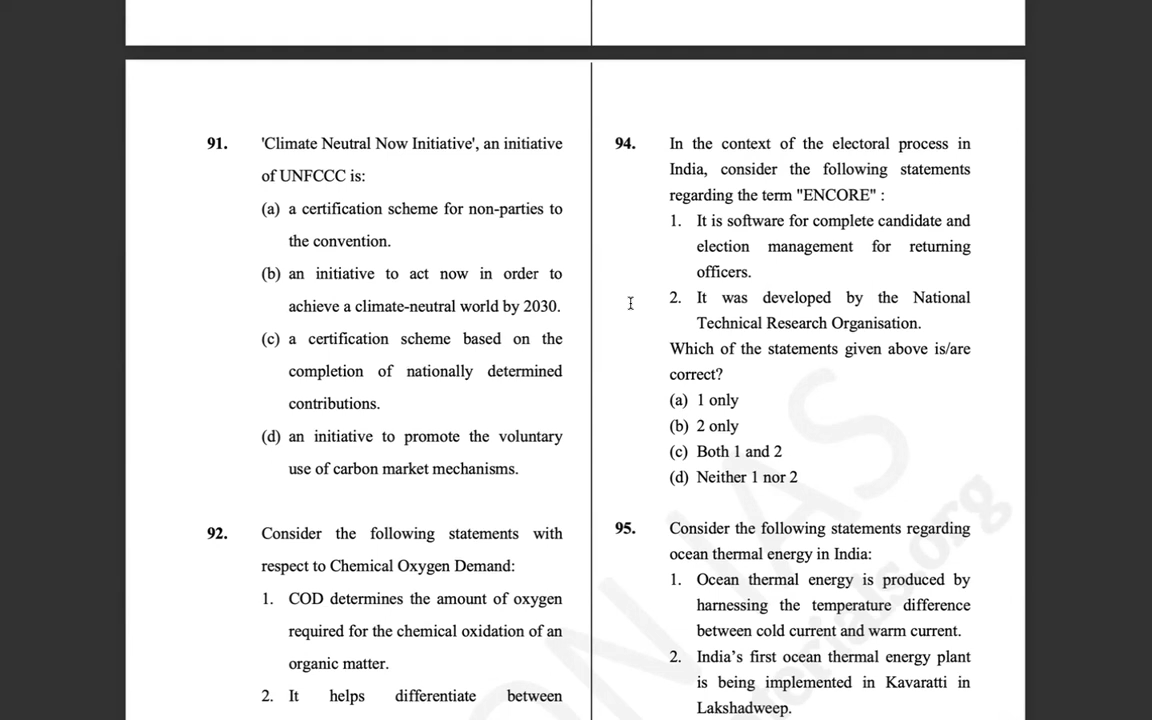 91. 'Climate Neutral Now Initiative', an initiative
of UNFCCC is:
(a) a certification scheme for non-parties to
the convention.
(b) an initiative to act now in order to
achieve a climate-neutral world by 2030.
(c) a certification scheme based on the
completion of nationally determined
contributions.
(d) an initiative to promote the voluntary
use of carbon market mechanisms.
92. Consider the following statements with
respect to Chemical Oxygen Demand:
1. COD determines the amount of oxygen
required for the chemical oxidation of an
organic matter.
2. It helps differentiate between
94. In the context of the electoral process in
India, consider the following statements
regarding the term "ENCORE" :
1. It is software for complete candidate and
election management for returning
officers.
2. It was developed by the National
Technical Research Organisation.
Which of the statements given above is/are
correct?
(a) 1 only
(b) 2 only
(c) Both 1 and 2
(d) Neither 1 nor 2
95. Consider the following statements regarding
ocean thermal energy in India:
1. Ocean thermal energy is produced by
harnessing the temperature difference
between cold current and warm current.
2. India’s first ocean thermal energy plant
is being implemented in Kavaratti in
Lakshadweep.